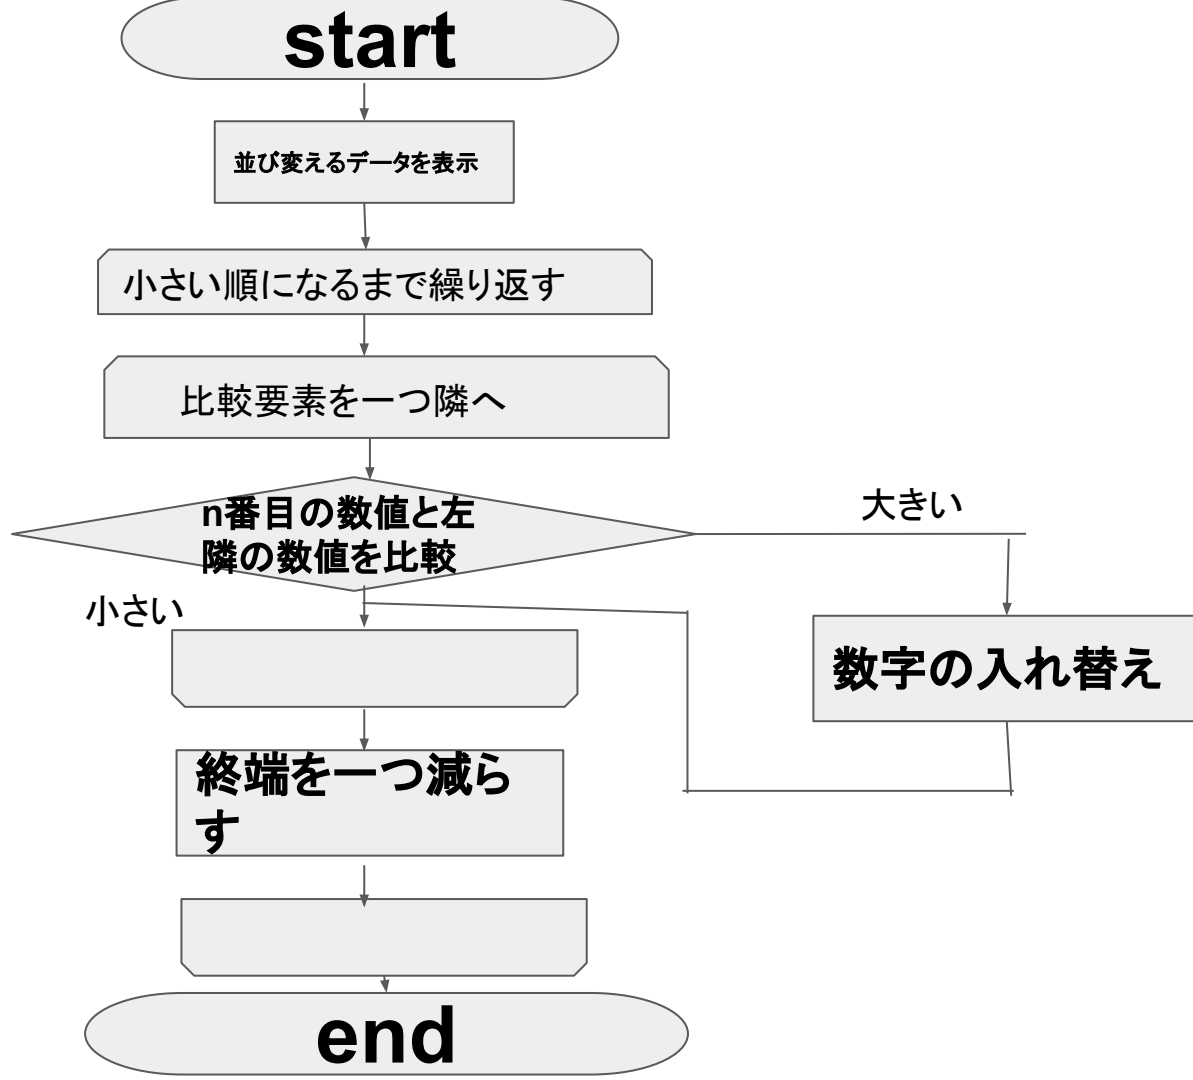 start
並び変えるデータを表示
小さい順になるまで繰り返す
比較要素を一つ隣へ
n番目の数値と左
隣の数値を比較
大きい
小さい
数字の入れ替え
終端を一つ減ら
す
end